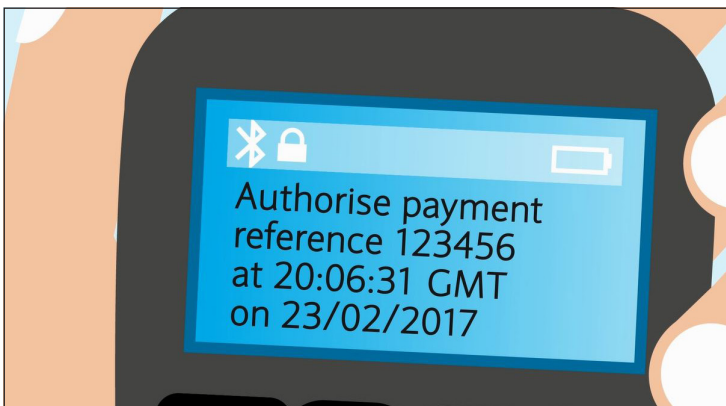 Authorise payment
reference 123456
at 20:06:31 GMT
on 23/02/2017